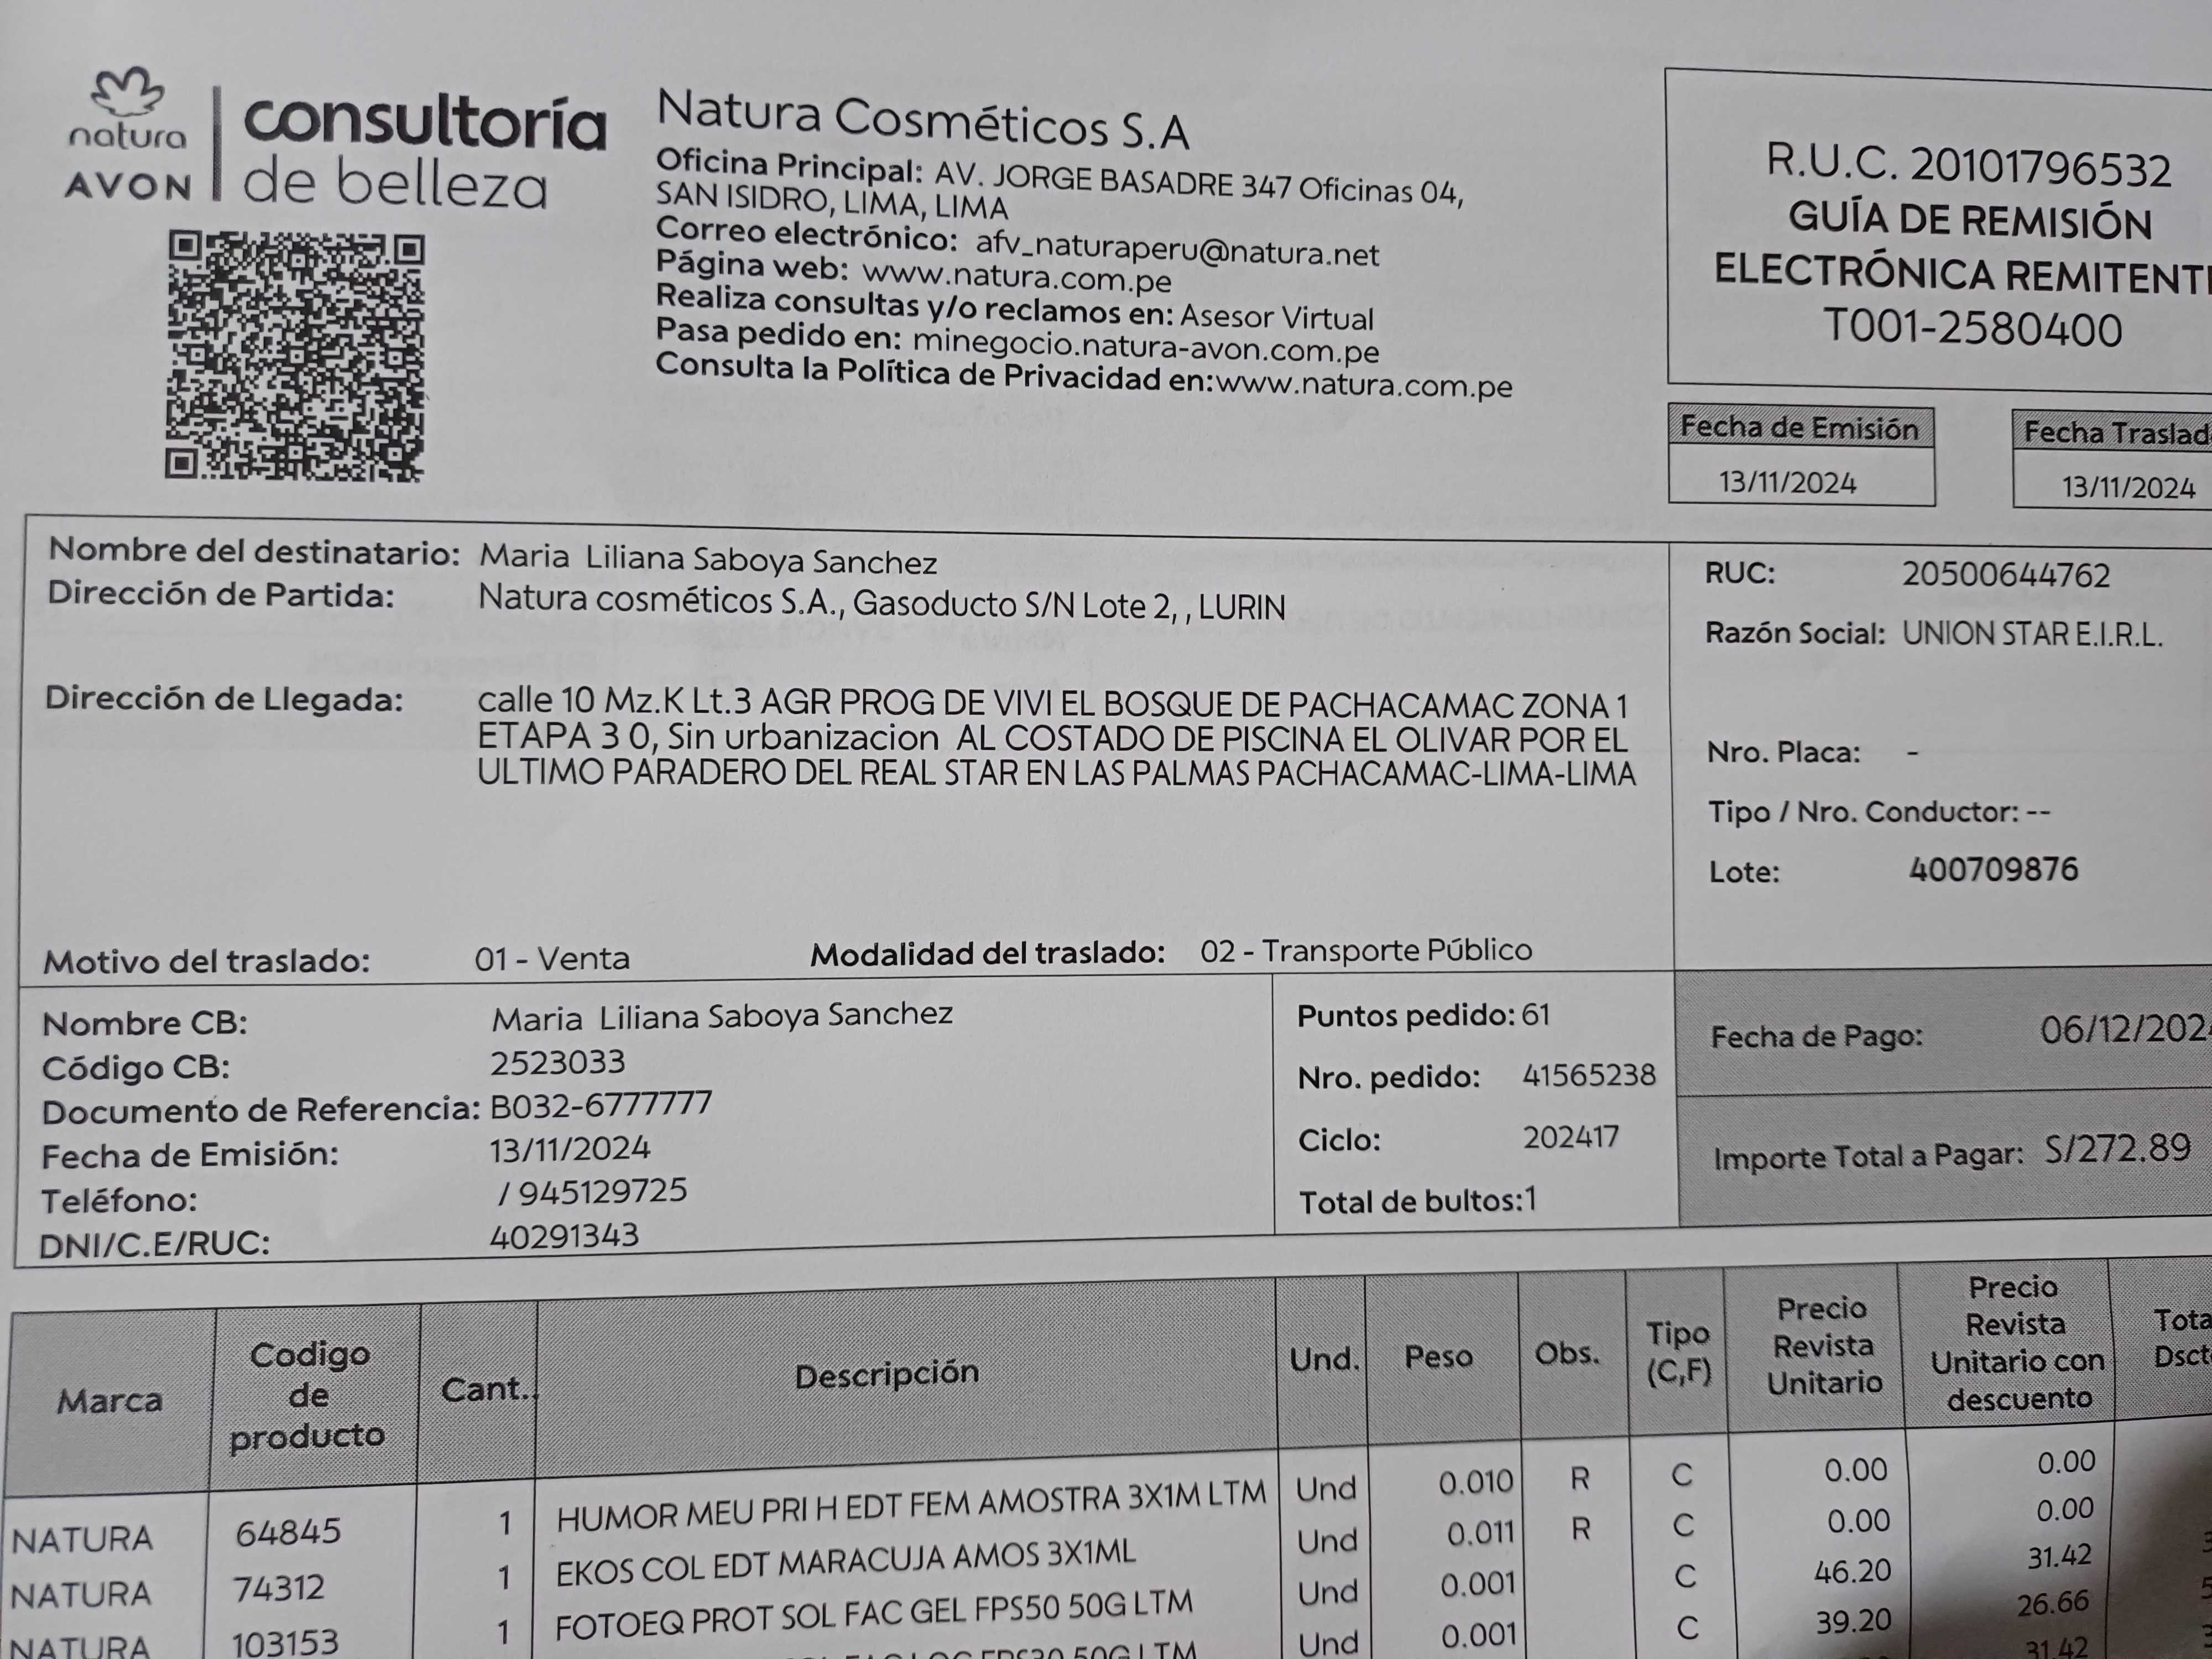 natura
AVON
consultoría
de belleza
Natura Cosméticos S.A
Oficina Principal: AV. JORGE BASADRE 347 Oficinas 04,
SAN ISIDRO, LIMA, LIMA
Correo electrónico: afv_naturaperu@natura.net
Página web: www.natura.com.pe
Realiza consultas y/o reclamos en: Asesor Virtual
Pasa pedido en: minegocio.natura-avon.com.pe
Consulta la Política de Privacidad en:www.natura.com.pe
R.U.C. 20101796532
GUÍA DE REMISIÓN
ELECTRÓNICA REMITENT
T001-2580400
Fecha de Emisión
13/11/2024
Fecha Traslad
13/11/2024
Nombre del destinatario: Maria Liliana Saboya Sanchez
Dirección de Partida: Natura cosméticos S.A., Gasoducto S/N Lote 2, , LURIN
Dirección de Llegada: calle 10 Mz.K Lt.3 AGR PROG DE VIVI EL BOSQUE DE PACHACAMAC ZONA 1
ETAPA 3 0, Sin urbanizacion AL COSTADO DE PISCINA EL OLIVAR POR EL
ULTIMO PARADERO DEL REAL STAR EN LAS PALMAS PACHACAMAC-LIMA-LIMA
Motivo del traslado: 01 - Venta Modalidad del traslado: 02 - Transporte Público
RUC: 20500644762
Razón Social: UNION STAR E.I.R.L.
Nro. Placa: -
Tipo / Nro. Conductor: --
Lote: 400709876
Nombre CB: Maria Liliana Saboya Sanchez
Código CB: 2523033
Documento de Referencia: B032-6777777
Fecha de Emisión: 13/11/2024
Teléfono: / 945129725
DNI/C.E/RUC: 40291343
Puntos pedido: 61
Nro. pedido: 41565238
Ciclo: 202417
Total de bultos:1
Fecha de Pago: 06/12/202
Importe Total a Pagar: S/272.89
Marca Codigo de producto Cant. Descripción Und. Peso Obs. Tipo (C,F) Precio Revista Unitario Precio Revista Unitario con descuento Tota Dsct
NATURA 64845 1 HUMOR MEU PRI H EDT FEM AMOSTRA 3X1M LTM Und 0.010 R C 0.00 0.00
NATURA 74312 1 EKOS COL EDT MARACUJA AMOS 3X1ML Und 0.011 R C 0.00 0.00
NATURA 103153 1 FOTOEQ PROT SOL FAC GEL FPS50 50G LTM Und 0.001 C 46.20 31.42
FPS30 50G LTM Und 0.001 C 39.20 26.66
31.42